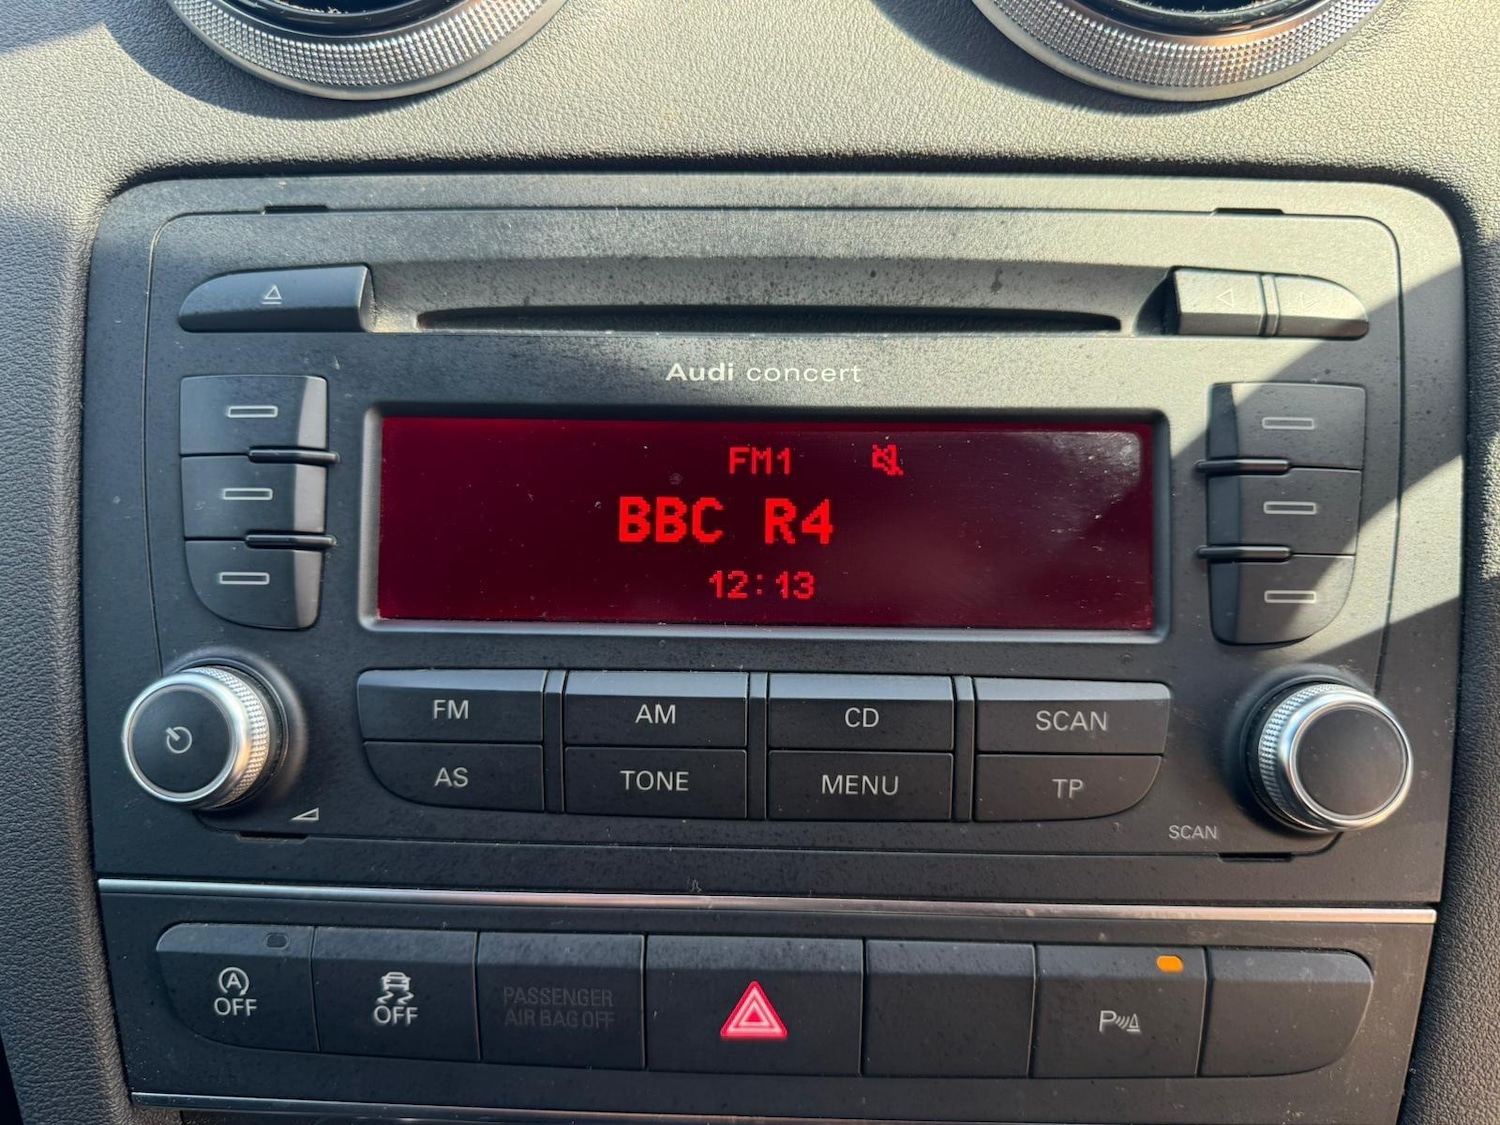 Audi concert
FM1
BBC R4
12:13
FM AM CD SCAN
AS TONE MENU TP
SCAN
A
OFF
OFF
PASSENGER
AIR BAG OFF
P